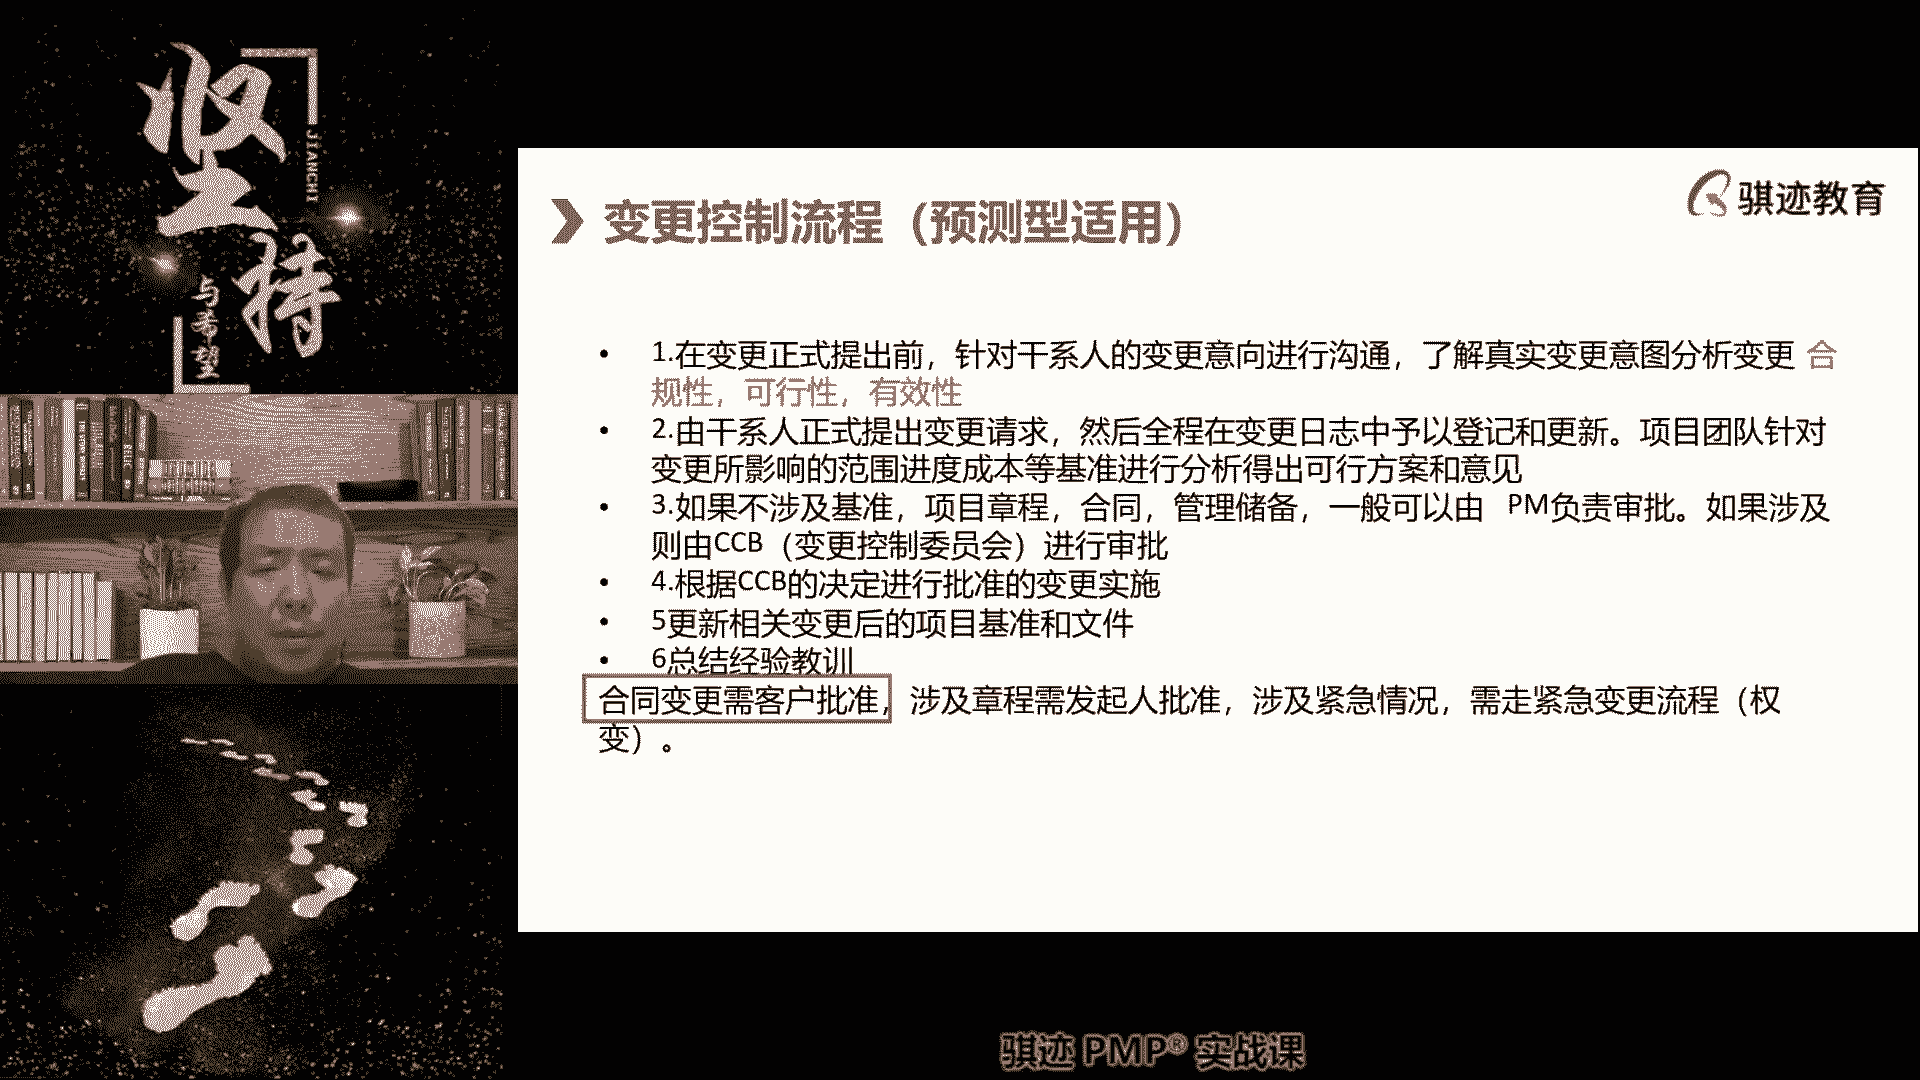 坚持
JIANCHI
与希望
骐迹教育
变更控制流程（预测型适用）
• 1.在变更正式提出前，针对干系人的变更意向进行沟通，了解真实变更意图分析变更 合
规性，可行性，有效性
• 2.由干系人正式提出变更请求，然后全程在变更日志中予以登记和更新。项目团队针对
变更所影响的范围进度成本等基准进行分析得出可行方案和意见
• 3.如果不涉及基准，项目章程，合同，管理储备，一般可以由 PM负责审批。如果涉及
则由CCB（变更控制委员会）进行审批
• 4.根据CCB的决定进行批准的变更实施
• 5更新相关变更后的项目基准和文件
• 6总结经验教训
合同变更需客户批准，涉及章程需发起人批准，涉及紧急情况，需走紧急变更流程（权
变）。
骐迹 PMP® 实战课